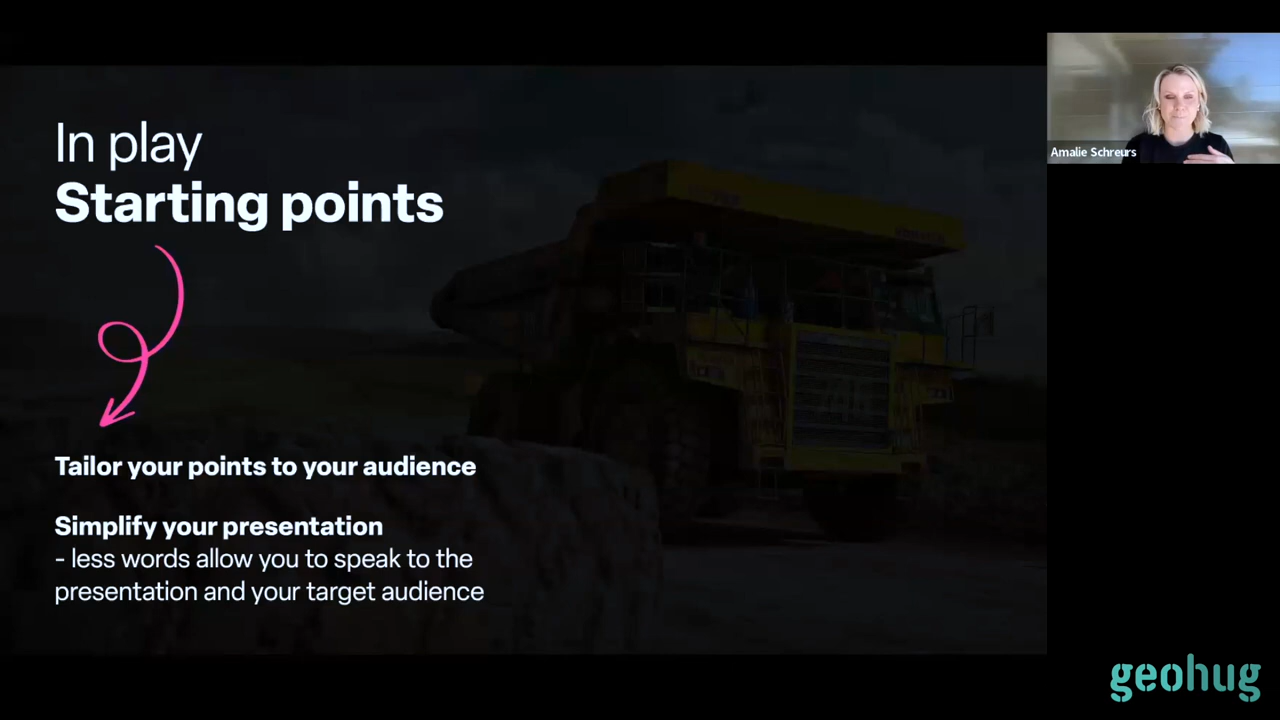 In play
Starting points
Tailor your points to your audience
Simplify your presentation
- less words allow you to speak to the
presentation and your target audience
Amalie Schreurs
geohug